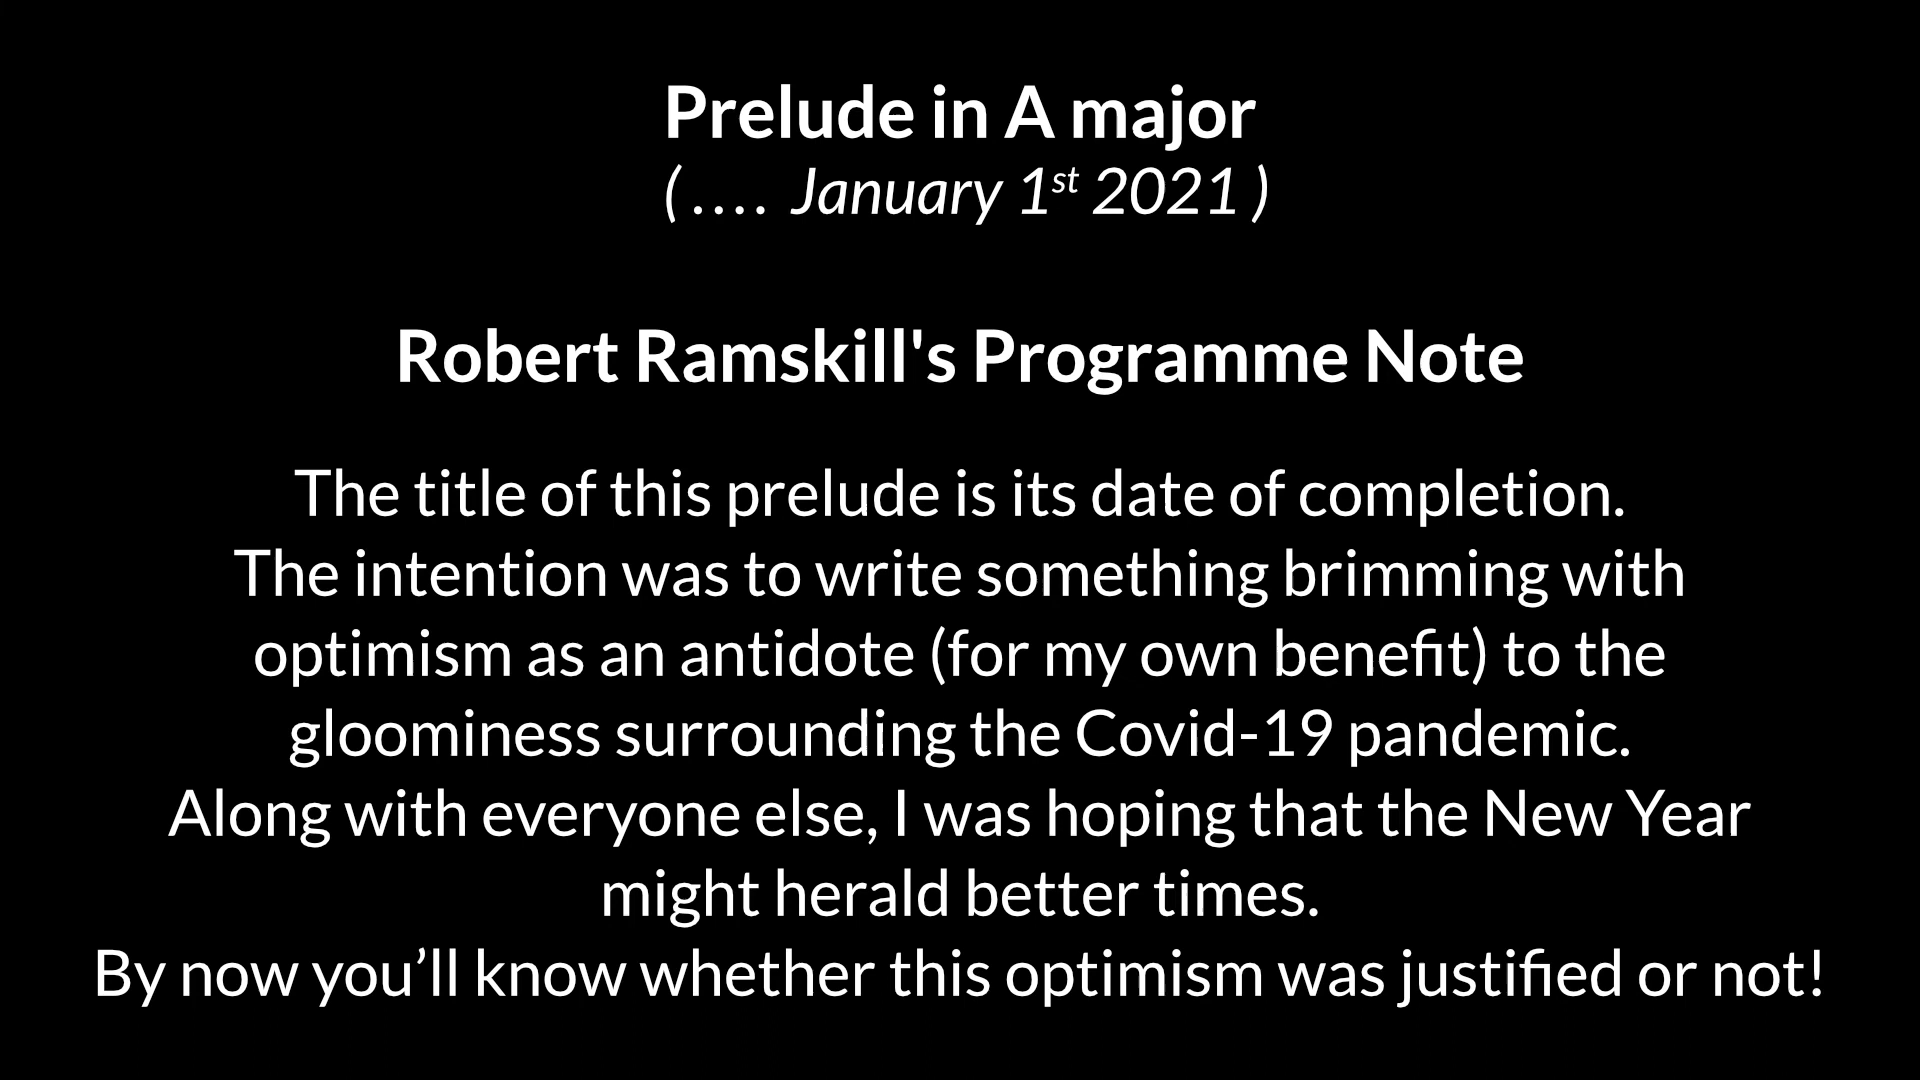 Prelude in A major
(.... January 1st 2021)
Robert Ramskill's Programme Note
The title of this prelude is its date of completion.
The intention was to write something brimming with
optimism as an antidote (for my own benefit) to the
gloominess surrounding the Covid-19 pandemic.
Along with everyone else, I was hoping that the New Year
might herald better times.
By now you’ll know whether this optimism was justified or not!